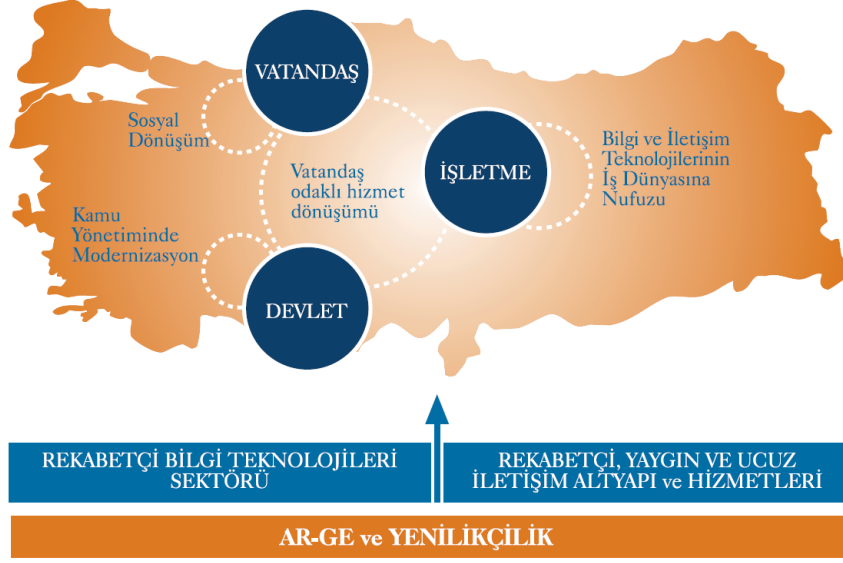 VATANDAŞ
Sosyal
Dönüşüm
Vatandaş
odaklı hizmet
dönüşümü
İŞLETME
Bilgi ve İletişim
Teknolojilerinin
İş Dünyasına
Nufuzu
Kamu
Yönetiminde
Modernizasyon
DEVLET
REKABETÇİ BİLGİ TEKNOLOJİLERİ
SEKTÖRÜ
REKABETÇİ, YAYGIN VE UCUZ
İLETİŞİM ALTYAPI ve HİZMETLERİ
AR-GE ve YENİLİKÇİLİK